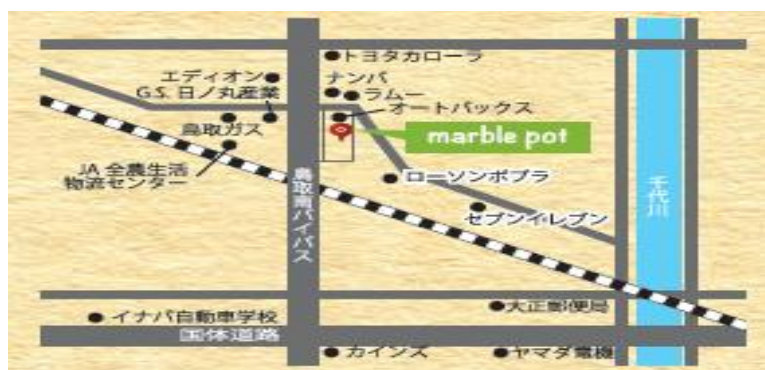 トヨタカローラ
エディオン
ナンバ
G.S. 日ノ丸産業
ラムー
オートバックス
鳥取ガス
marble pot
JA 全農生活
物流センター
ローソンポプラ
鳥取南バイパス
千代川
セブンイレブン
大正郵便局
イナバ自動車学校
国体道路
カインズ
ヤマダ電機